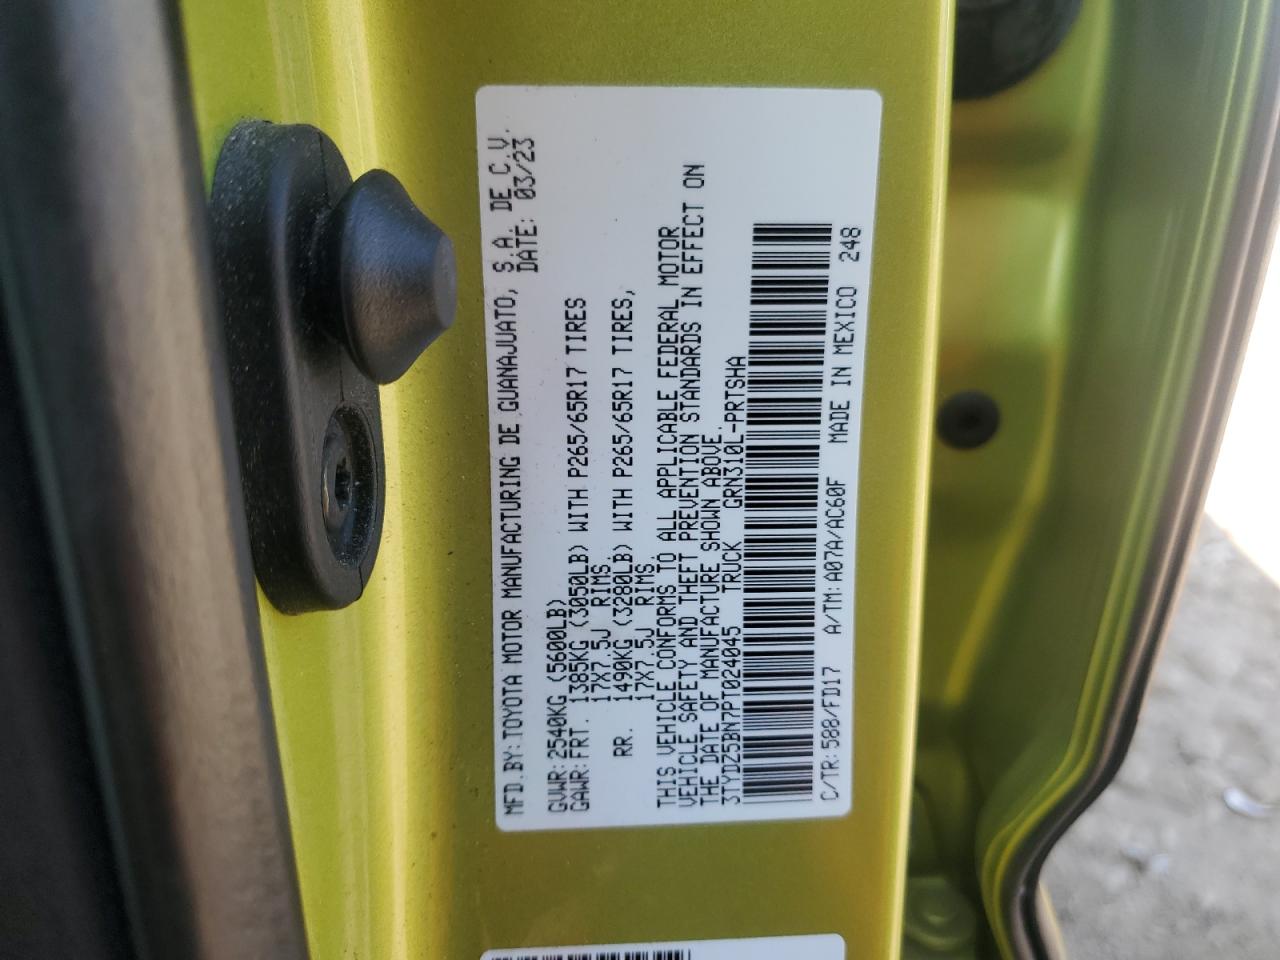 MFD.BY:TOYOTA MOTOR MANUFACTURING DE GUANAJUATO, S.A. DE C.V.
DATE: 03/23
GVWR:2540KG (5600LB)
GAWR:FRT. 1385KG (3050LB) WITH P265/65R17 TIRES
17X7.5J RIMS,
RR. 1490KG (3280LB) WITH P265/65R17 TIRES,
17X7.5J RIMS,
THIS VEHICLE CONFORMS TO ALL APPLICABLE FEDERAL MOTOR
VEHICLE SAFETY AND THEFT PREVENTION STANDARDS IN EFFECT ON
THE DATE OF MANUFACTURE SHOWN ABOVE.
3TYDZ5BN7PT024045 TRUCK GRN310L-PRTSHA
C/TR:588/FD17 A/TM:A07A/AC60F MADE IN MEXICO 248